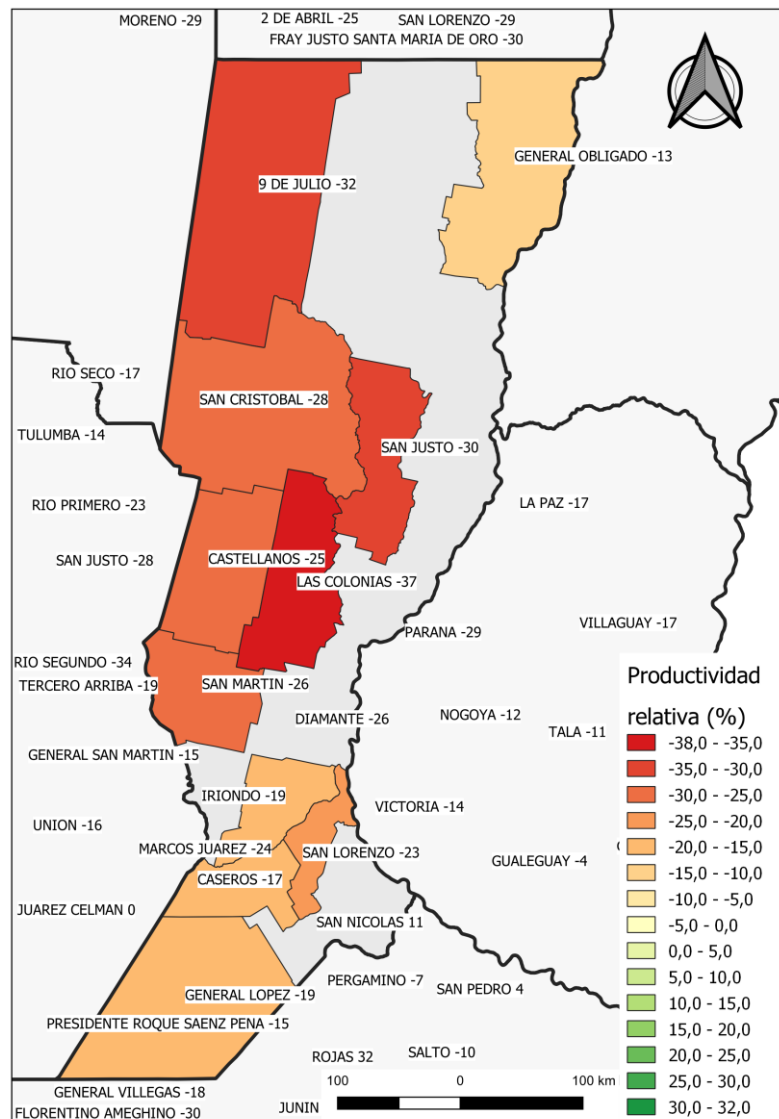 MORENO -29
2 DE ABRIL -25
SAN LORENZO -29
FRAY JUSTO SANTA MARIA DE ORO -30
GENERAL OBLIGADO -13
9 DE JULIO -32
RIO SECO -17
SAN CRISTOBAL -28
TULUMBA -14
SAN JUSTO -30
RIO PRIMERO -23
LA PAZ -17
SAN JUSTO -28
CASTELLANOS -25
LAS COLONIAS -37
PARANA -29
VILLAGUAY -17
RIO SEGUNDO -34
TERCERO ARRIBA -19
SAN MARTIN -26
DIAMANTE -26
NOGOYA -12
TALA -11
GENERAL SAN MARTIN -15
IRIONDO -19
VICTORIA -14
UNION -16
MARCOS JUAREZ -24
SAN LORENZO -23
GUALEGUAY -4
CASEROS -17
JUAREZ CELMAN 0
SAN NICOLAS 11
PERGAMINO -7
SAN PEDRO 4
GENERAL LOPEZ -19
PRESIDENTE ROQUE SAENZ PENA -15
ROJAS 32
SALTO -10
GENERAL VILLEGAS -18
FLORENTINO AMEGHINO -30
JUNIN
100 0 100 km
Productividad
relativa (%)
-38,0 - -35,0
-35,0 - -30,0
-30,0 - -25,0
-25,0 - -20,0
-20,0 - -15,0
-15,0 - -10,0
-10,0 - -5,0
-5,0 - 0,0
0,0 - 5,0
5,0 - 10,0
10,0 - 15,0
15,0 - 20,0
20,0 - 25,0
25,0 - 30,0
30,0 - 32,0